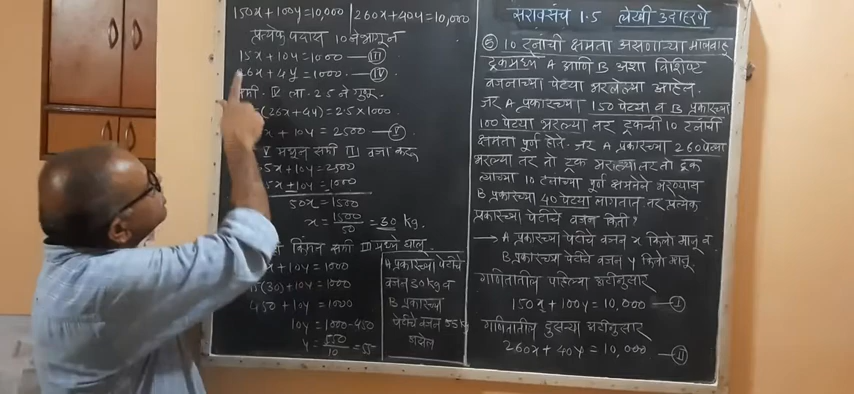 150x+100y=10,000 | 260x+40y=10,000
प्रत्येक पदास 10 ने भागून
15x+10y=1000 — III
26x+4y=1000 — IV
समी. IV ला 2.5 ने गुणू
(26x+4y)=2.5x1000
x + 10y = 2500 — V
V मधून समी III वजा करू
5x+10y=2500
5x±10y=1000
50x=1500
x = 1500/50 = 30 kg.
किंमत समी III मध्ये घालू
x+10y=1000
(30)+10y=1000
450+10y=1000
10y=1000-450
y = 550/10 = 55
A प्रकारच्या पेटीचे
वजन 30kg व
B प्रकारच्या
पेटीचे वजन 55 kg
असेल
सरावसंच 1.5 लेखी उदाहरणे
⑤ 10 टनाची क्षमता असणाऱ्या मालवाहू
ट्रकमध्ये A आणि B अशा विशिष्ट
वजनाच्या पेट्या भरलेल्या आहेत.
जर A प्रकारच्या 150 पेट्या व B प्रकारच्या
100 पेट्या भरल्या तर ट्रकची 10 टनाची
क्षमता पूर्ण होते. जर A प्रकारच्या 260 पेट्या
भरल्या तर तो ट्रक भरल्या तर तो ट्रक
त्याच्या 10 टनाच्या पूर्ण क्षमतेने भरण्यास
B प्रकारच्या 40 पेट्या लागतात तर प्रत्येक
प्रकारच्या पेटीचे वजन किती?
→ A प्रकारच्या पेटीचे वजन x किलो मानू व
B प्रकारच्या पेटीचे वजन y किलो मानू
गणितातील पहिल्या अटीनुसार
150x+100y=10,000 — I
गणितातील दुसऱ्या अटीनुसार
260x+40y=10,000 — II